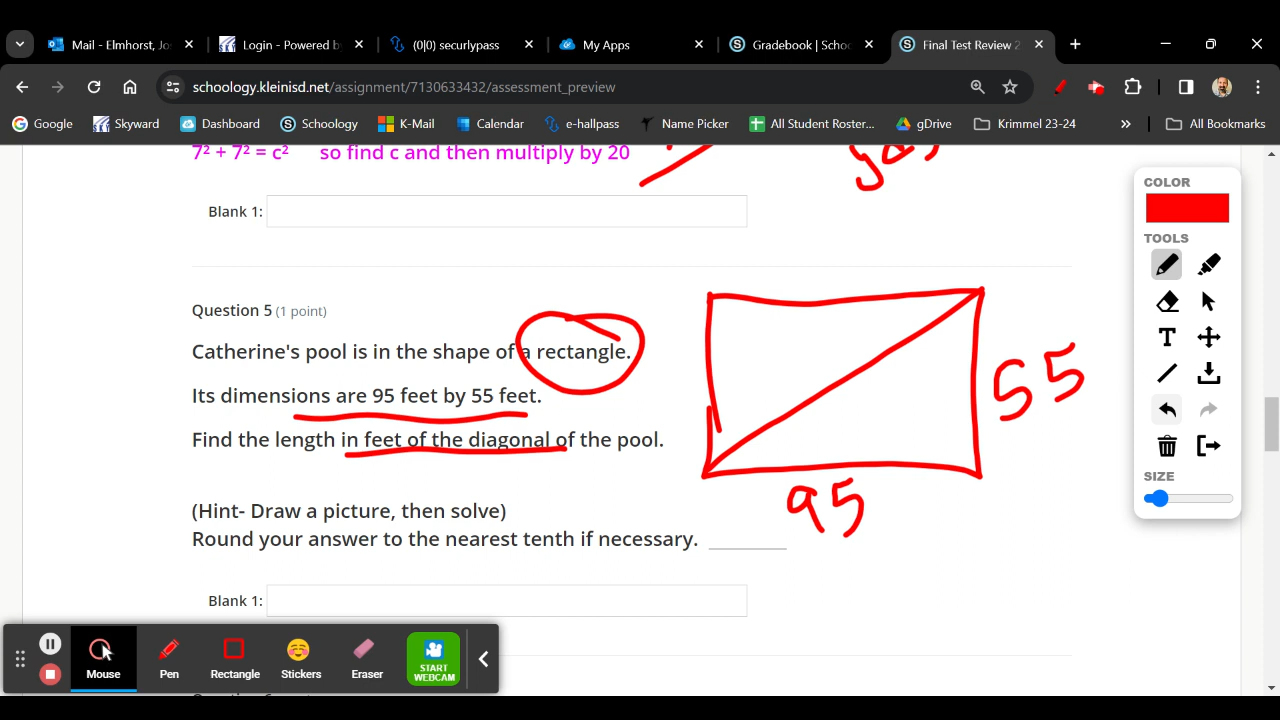 Mail - Elmhorst, Jos
Login - Powered by
(0|0) securlypass
My Apps
Gradebook | Schoo
Final Test Review 2
schoology.kleinisd.net/assignment/7130633432/assessment_preview
Google
Skyward
Dashboard
Schoology
K-Mail
Calendar
e-hallpass
Name Picker
All Student Roster...
gDrive
Krimmel 23-24
»
All Bookmarks
7² + 7² = c² so find c and then multiply by 20
Blank 1:
Question 5 (1 point)
Catherine's pool is in the shape of a rectangle.
Its dimensions are 95 feet by 55 feet.
Find the length in feet of the diagonal of the pool.
(Hint- Draw a picture, then solve)
Round your answer to the nearest tenth if necessary. ________
Blank 1:
55
95
COLOR
TOOLS
T
SIZE
Mouse
Pen
Rectangle
Stickers
Eraser
START
WEBCAM